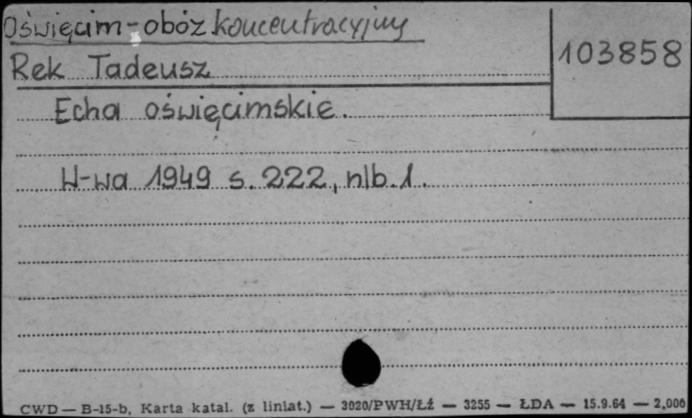 Oświęcim - obóz koncentracyjny
103858
Rek Tadeusz
Echa oświęcimskie.
W-wa 1949 s. 222, nlb. 1.
CWD — B-15-b, Karta katal. (z liniat.) — 3020/PWH/Łź — 3255 — ŁDA — 15.9.64 — 2,000